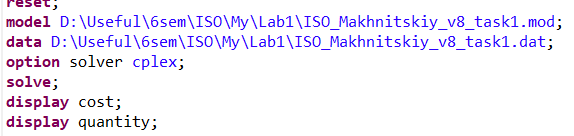 reset;
model D:\Useful\6sem\ISO\My\Lab1\ISO_Makhnitskiy_v8_task1.mod;
data D:\Useful\6sem\ISO\My\Lab1\ISO_Makhnitskiy_v8_task1.dat;
option solver cplex;
solve;
display cost;
display quantity;